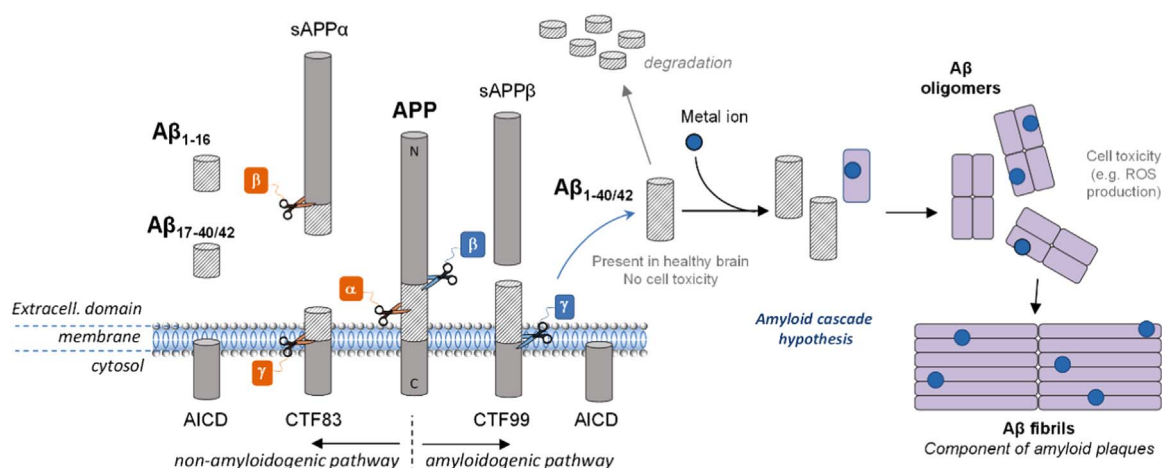 sAPPα
degradation
Aβ
oligomers
sAPPβ
APP
Metal ion
Aβ1-16
N
Cell toxicity
(e.g. ROS
production)
β
Aβ1-40/42
Aβ17-40/42
β
Present in healthy brain
No cell toxicity
α
γ
Extracell. domain
membrane
cytosol
Amyloid cascade
hypothesis
γ
C
AICD
CTF83
CTF99
AICD
Aβ fibrils
Component of amyloid plaques
non-amyloidogenic pathway
amyloidogenic pathway